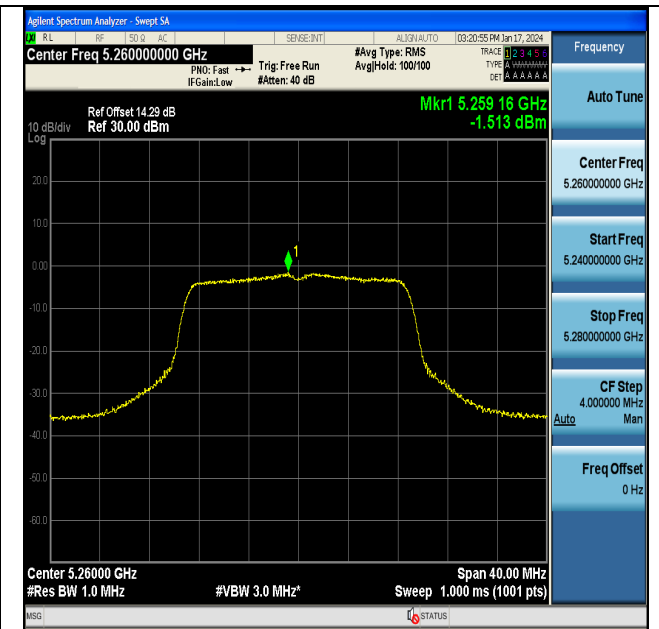 Agilent Spectrum Analyzer - Swept SA
LXI RL RF 50 Ω AC SENSE:INT ALIGN AUTO 03:20:55 PM Jan 17, 2024
Center Freq 5.260000000 GHz
PNO: Fast
IFGain:Low
Trig: Free Run
#Atten: 40 dB
#Avg Type: RMS
Avg|Hold: 100/100
TRACE 1 2 3 4 5 6
TYPE A WWWWW
DET A A A A A A
Ref Offset 14.29 dB
10 dB/div Ref 30.00 dBm
Log
Mkr1 5.259 16 GHz
-1.513 dBm
20.0
10.0
0.00
-10.0
-20.0
-30.0
-40.0
-50.0
-60.0
1
Center 5.26000 GHz Span 40.00 MHz
#Res BW 1.0 MHz #VBW 3.0 MHz* Sweep 1.000 ms (1001 pts)
MSG STATUS
Frequency
Auto Tune
Center Freq
5.260000000 GHz
Start Freq
5.240000000 GHz
Stop Freq
5.280000000 GHz
CF Step
4.000000 MHz
Auto Man
Freq Offset
0 Hz